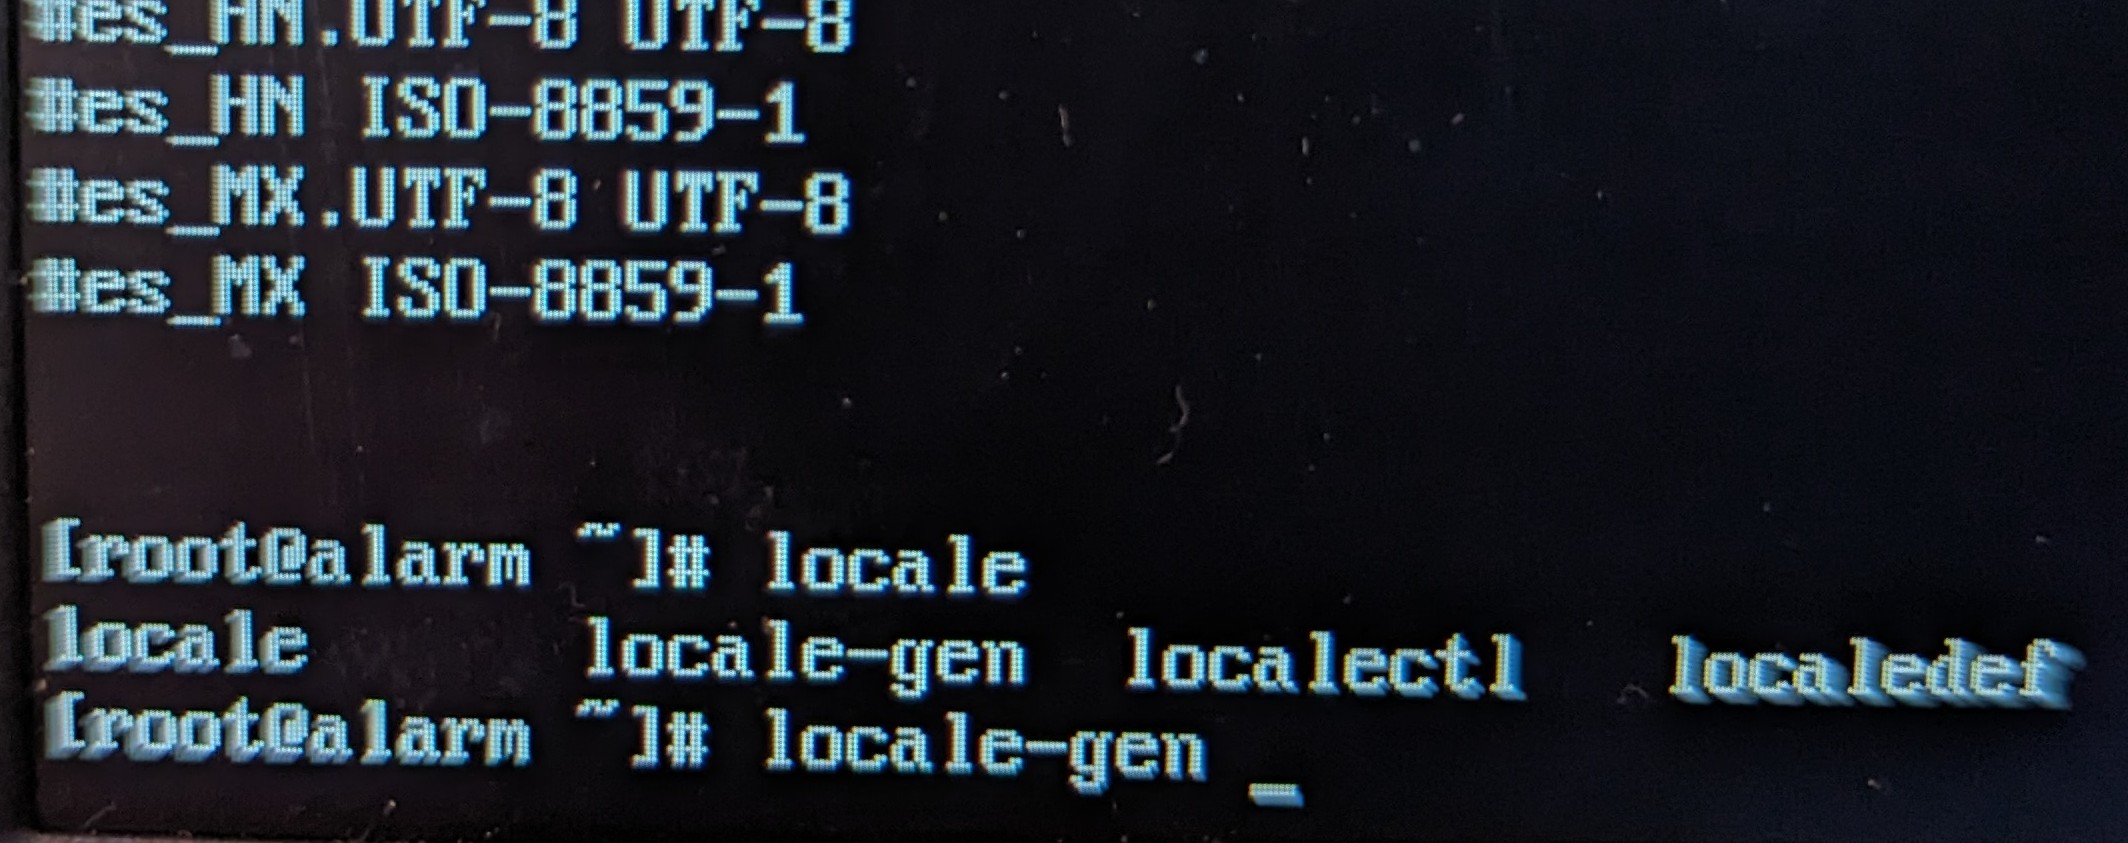 #es_HN.UTF-8 UTF-8
#es_HN ISO-8859-1
#es_MX.UTF-8 UTF-8
#es_MX ISO-8859-1
[root@alarm ~]# locale
locale locale-gen localectl localedef
[root@alarm ~]# locale-gen _